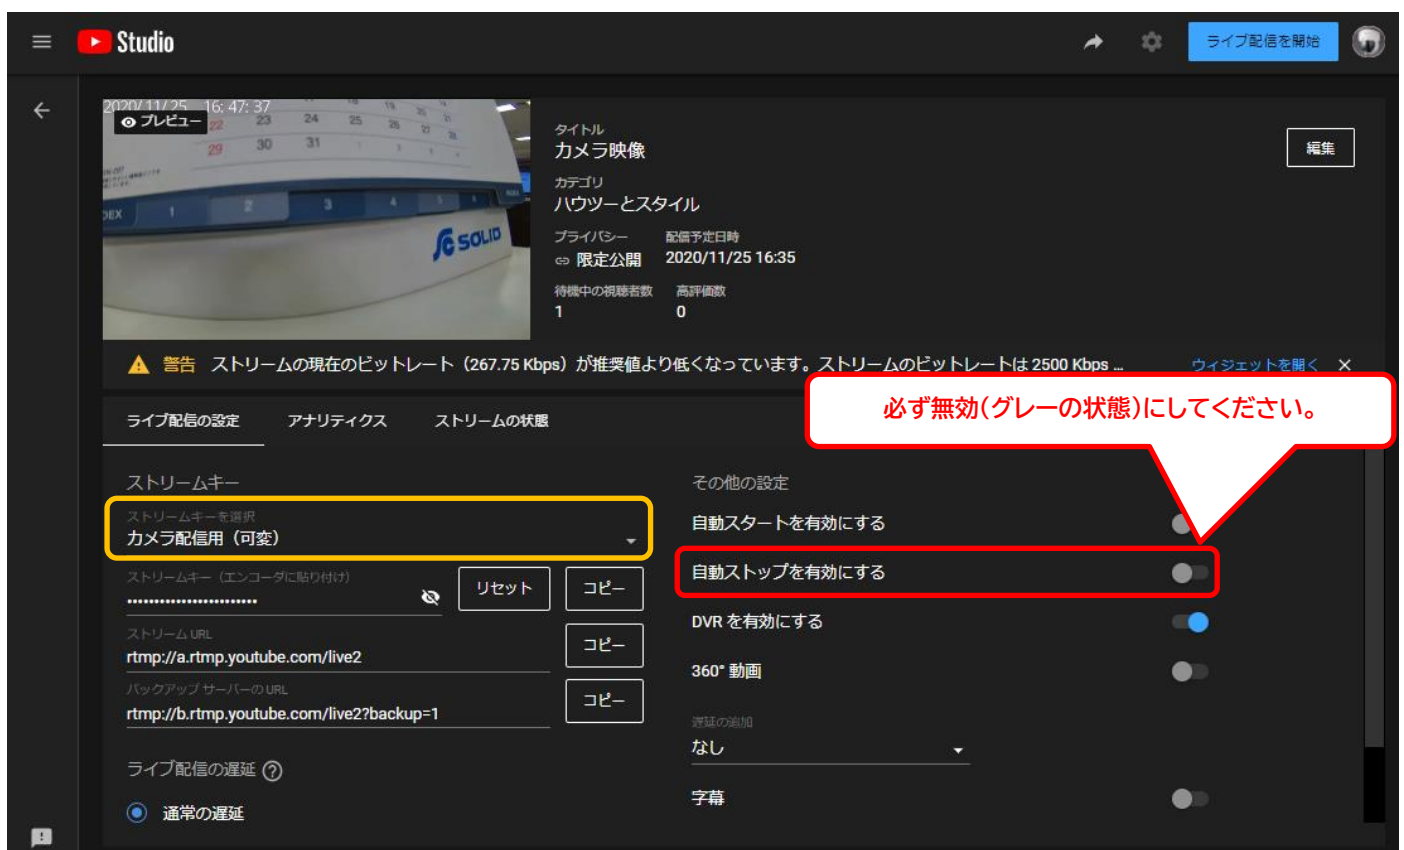 Studio
ライブ配信を開始
2020/11/25 16:47:37
プレビュー
22 23 24 25 26 27 28
29 30 31
1 2 3 4 5
INDEX
SOLID
タイトル
カメラ映像
編集
カテゴリ
ハウツーとスタイル
プライバシー 配信予定日時
限定公開 2020/11/25 16:35
待機中の視聴者数 高評価数
1 0
警告 ストリームの現在のビットレート（267.75 Kbps）が推奨値より低くなっています。ストリームのビットレートは 2500 Kbps ...
ウィジェットを開く
必ず無効(グレーの状態)にしてください。
ライブ配信の設定 アナリティクス ストリームの状態
ストリームキー
ストリームキーを選択
カメラ配信用（可変）
ストリームキー（エンコーダに貼り付け）
••••••••••••••••••••••••
リセット コピー
ストリーム URL
rtmp://a.rtmp.youtube.com/live2
コピー
バックアップ サーバーの URL
rtmp://b.rtmp.youtube.com/live2?backup=1
コピー
ライブ配信の遅延
通常の遅延
その他の設定
自動スタートを有効にする
自動ストップを有効にする
DVR を有効にする
360° 動画
遅延の追加
なし
字幕